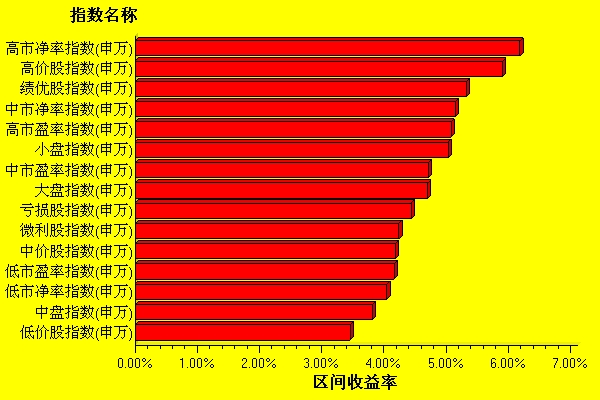 指数名称
高市净率指数(申万)
高价股指数(申万)
绩优股指数(申万)
中市净率指数(申万)
高市盈率指数(申万)
小盘指数(申万)
中市盈率指数(申万)
大盘指数(申万)
亏损股指数(申万)
微利股指数(申万)
中价股指数(申万)
低市盈率指数(申万)
低市净率指数(申万)
中盘指数(申万)
低价股指数(申万)
0.00% 1.00% 2.00% 3.00% 4.00% 5.00% 6.00% 7.00%
区间收益率